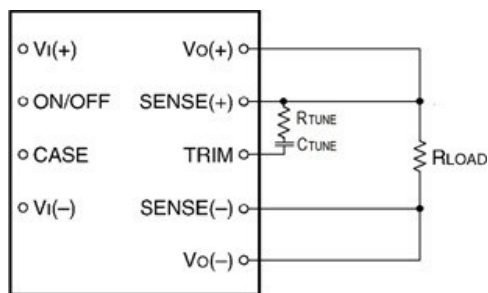 VI(+)
VO(+)
ON/OFF
SENSE(+)
RTUNE
CTUNE
CASE
TRIM
RLOAD
VI(–)
SENSE(–)
VO(–)